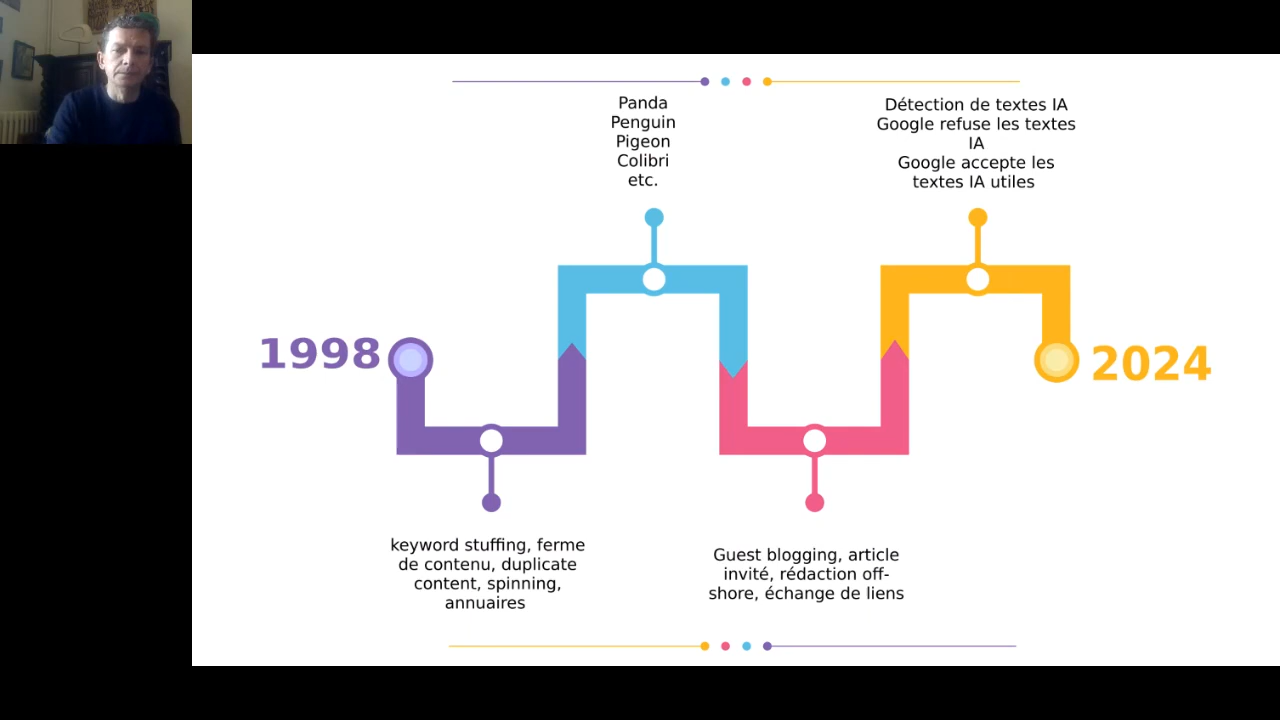 Panda
Penguin
Pigeon
Colibri
etc.
Détection de textes IA
Google refuse les textes
IA
Google accepte les
textes IA utiles
1998
2024
keyword stuffing, ferme
de contenu, duplicate
content, spinning,
annuaires
Guest blogging, article
invité, rédaction off-
shore, échange de liens